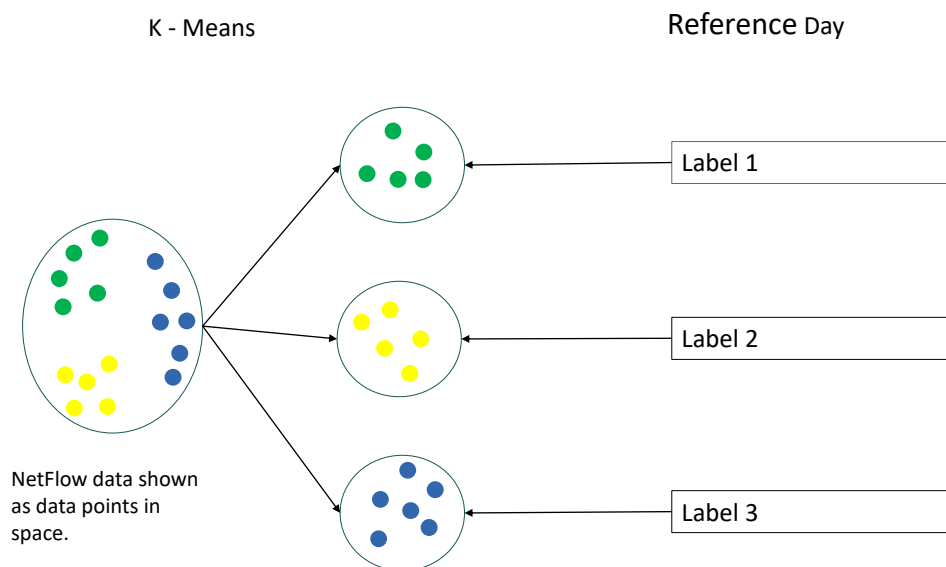 K - Means
Reference Day
Label 1
Label 2
NetFlow data shown
as data points in
space.
Label 3